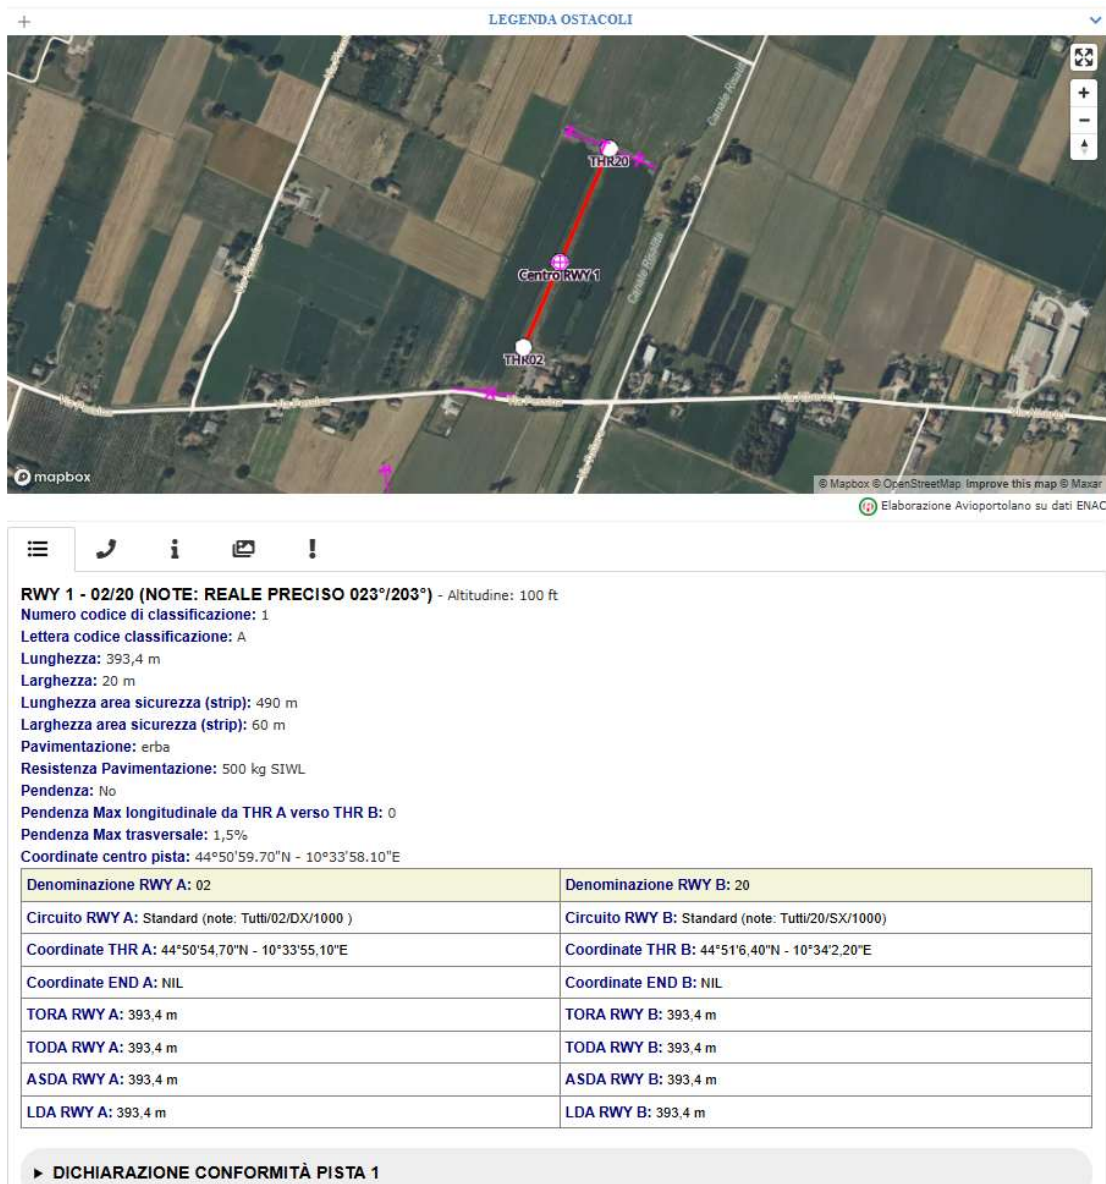 + LEGENDA OSTACOLI
Canale Risalita
THR20
+
−
Centro RWY 1
Canale Risalita
THR02
mapbox
© Mapbox © OpenStreetMap Improve this map © Maxar
Elaborazione Avioportolano su dati ENAC
RWY 1 - 02/20 (NOTE: REALE PRECISO 023°/203°) - Altitudine: 100 ft
Numero codice di classificazione: 1
Lettera codice classificazione: A
Lunghezza: 393,4 m
Larghezza: 20 m
Lunghezza area sicurezza (strip): 490 m
Larghezza area sicurezza (strip): 60 m
Pavimentazione: erba
Resistenza Pavimentazione: 500 kg SIWL
Pendenza: No
Pendenza Max longitudinale da THR A verso THR B: 0
Pendenza Max trasversale: 1,5%
Coordinate centro pista: 44°50'59.70"N - 10°33'58.10"E
Denominazione RWY A: 02 Denominazione RWY B: 20
Circuito RWY A: Standard (note: Tutti/02/DX/1000 ) Circuito RWY B: Standard (note: Tutti/20/SX/1000)
Coordinate THR A: 44°50'54,70"N - 10°33'55,10"E Coordinate THR B: 44°51'6,40"N - 10°34'2,20"E
Coordinate END A: NIL Coordinate END B: NIL
TORA RWY A: 393,4 m TORA RWY B: 393,4 m
TODA RWY A: 393,4 m TODA RWY B: 393,4 m
ASDA RWY A: 393,4 m ASDA RWY B: 393,4 m
LDA RWY A: 393,4 m LDA RWY B: 393,4 m
► DICHIARAZIONE CONFORMITÀ PISTA 1